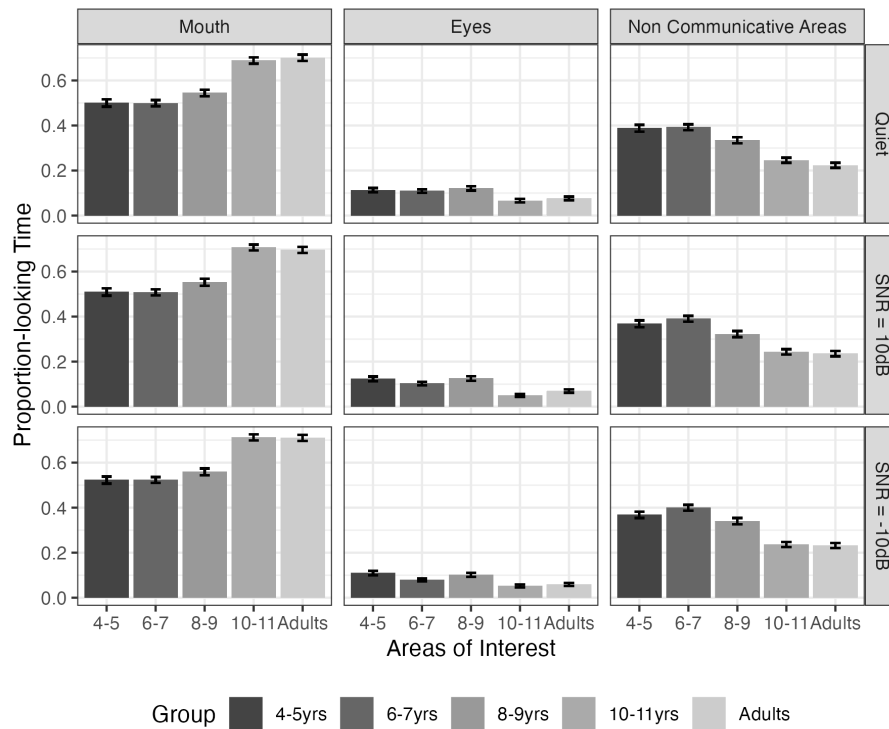 Mouth Eyes Non Communicative Areas
0.6
0.4
0.2
0.0
Quiet
0.6
0.4
0.2
0.0
SNR = 10dB
0.6
0.4
0.2
0.0
SNR = -10dB
Proportion-looking Time
4-5 6-7 8-9 10-11 Adults 4-5 6-7 8-9 10-11 Adults 4-5 6-7 8-9 10-11 Adults
Areas of Interest
Group 4-5yrs 6-7yrs 8-9yrs 10-11yrs Adults